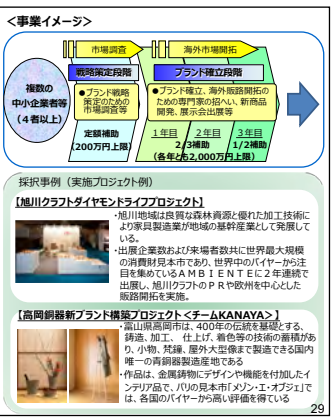 ＜事業イメージ＞
市場調査
海外市場開拓
戦略策定段階
ブランド確立段階
複数の
中小企業者等
（４者以上）
●ブランド戦略
策定のための
市場調査等
●ブランド確立、海外販路開拓の
ための専門家の招へい、新商品
開発、展示会出展等
定額補助
（200万円上限）
１年目
２年目
３年目
2/3補助
1/2補助
（各年とも2,000万円上限）
採択事例（実施プロジェクト例）
【旭川クラフトダイヤモンドライフプロジェクト】
・旭川地域は良質な森林資源と優れた加工技術に
より家具製造業が地域の基幹産業として発展して
いる。
・出展企業数および来場者数共に世界最大規模
の消費財見本市であり、世界中のバイヤーから注
目を集めているＡＭＢＩＥＮＴＥに２年連続で
出展し、旭川クラフトのＰＲや欧州を中心とした
販路開拓を実施。
【高岡銅器新ブランド構築プロジェクト＜チームKANAYA＞】
・富山県高岡市は、400年の伝統を基礎とする、
鋳造、加工、仕上げ、着色等の技術の蓄積があ
り、小物、梵鐘、屋外大型像まで製造できる国内
唯一の青銅器製造産地である
・作品は、金属鋳物にデザインや機能を付加したイ
ンテリア品で、パリの見本市「メゾン・エ・オブジェ」で
は、各国のバイヤーから高い評価を得ている
29